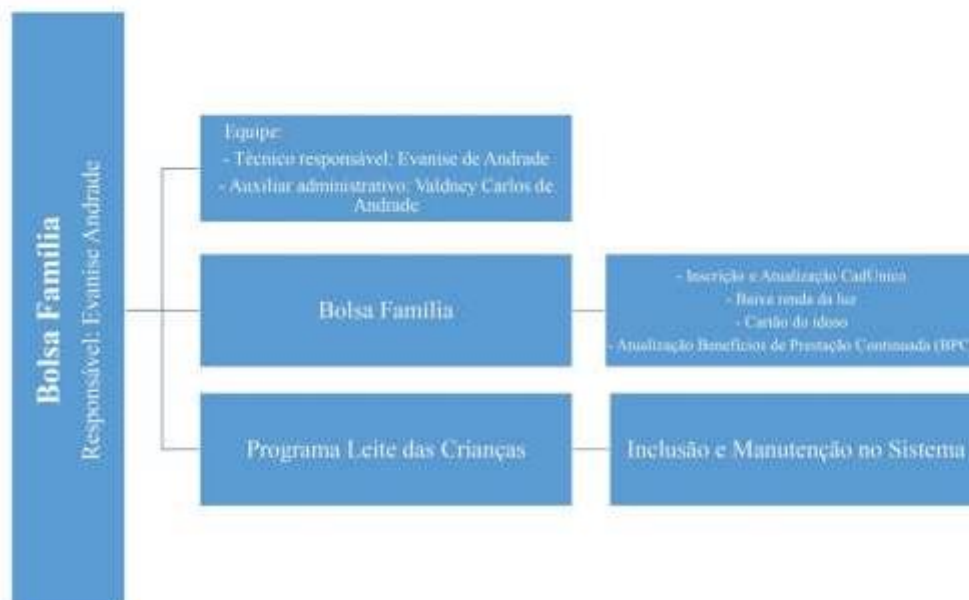 Bolsa Família
Responsável: Evanise Andrade
Equipe:
- Técnico responsável: Evanise de Andrade
- Auxiliar administrativo: Valdney Carlos de
Andrade
Bolsa Família
- Inscrição e Atualização CadÚnico
- Baixa renda da luz
- Cartão do idoso
- Atualização Benefícios de Prestação Continuada (BPC
Programa Leite das Crianças
Inclusão e Manutenção no Sistema